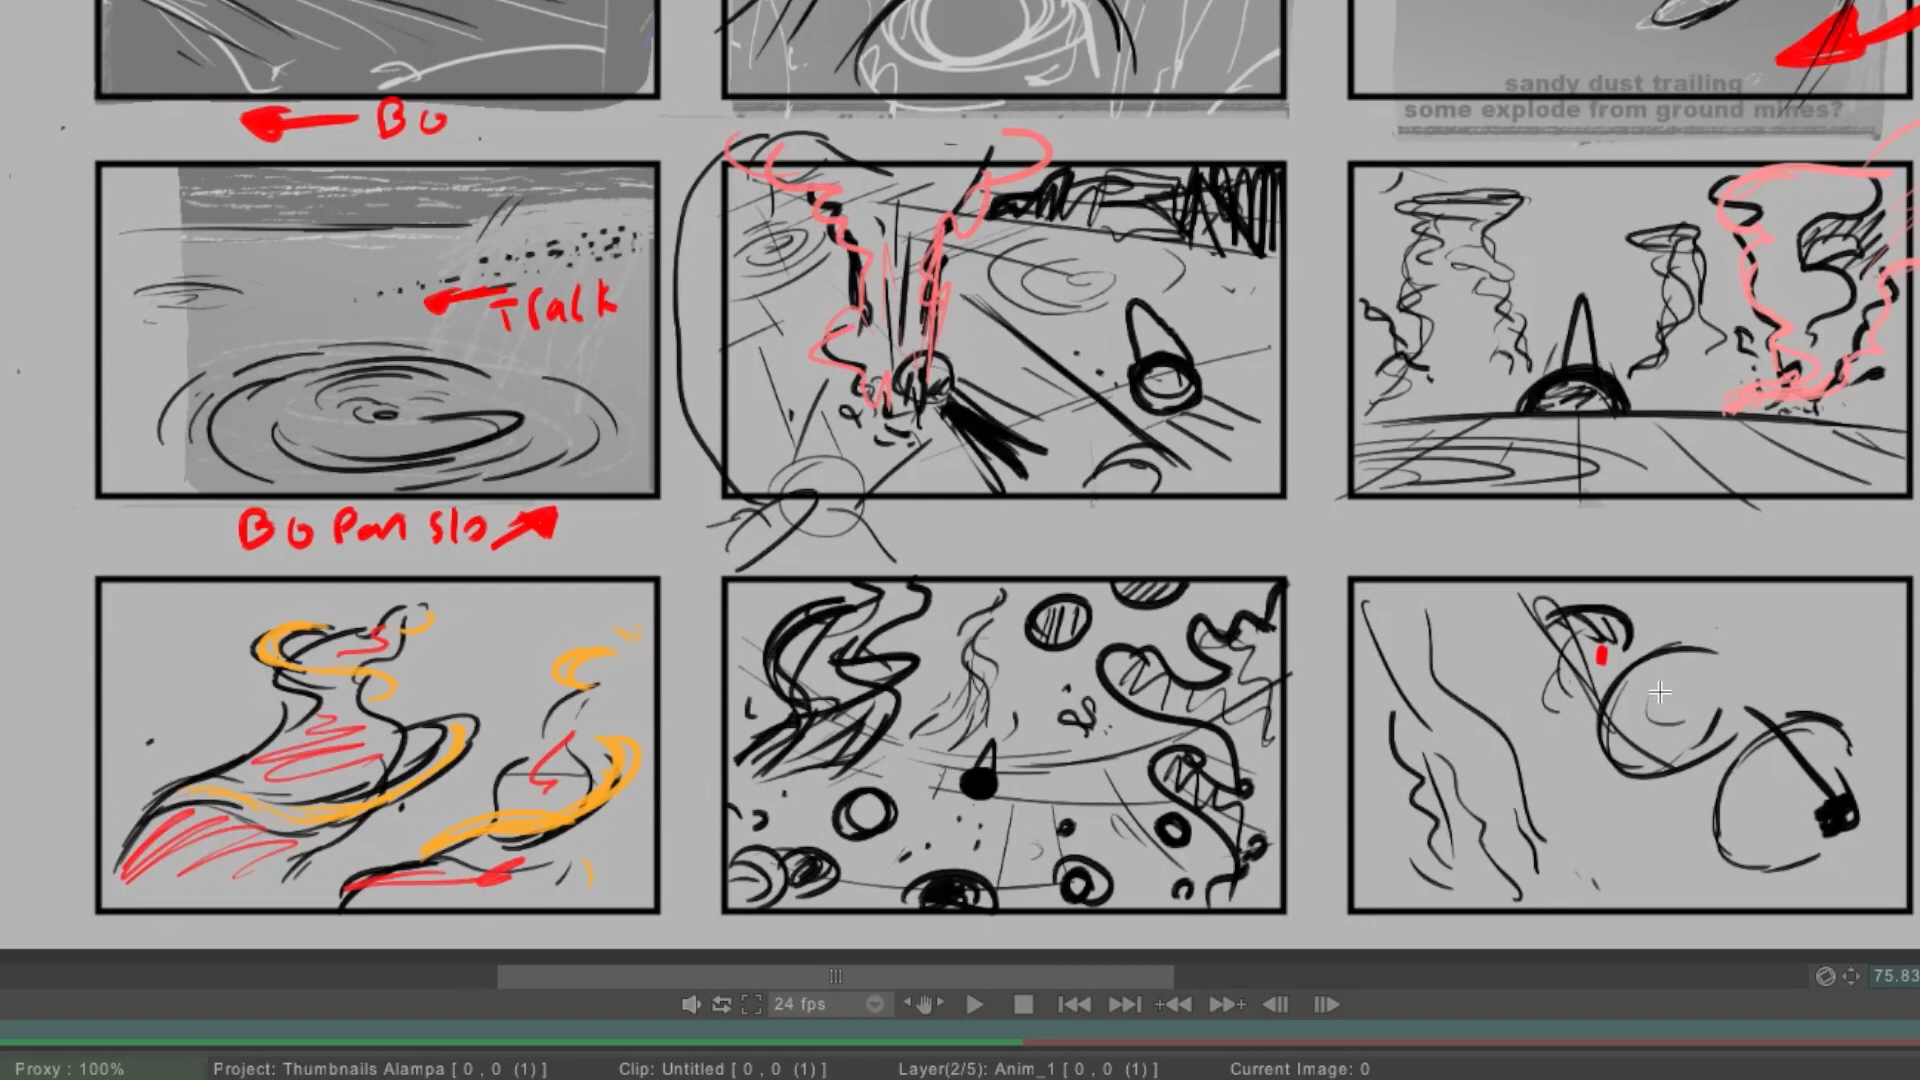 sandy dust trailing
some explode from ground mines?
BG
Track
BG Pan slo
75.83
24 fps
Proxy : 100% Project: Thumbnails Alampa [ 0 , 0 (1) ] Clip: Untitled [ 0 , 0 (1) ] Layer(2/5): Anim_1 [ 0 , 0 (1) ] Current Image: 0